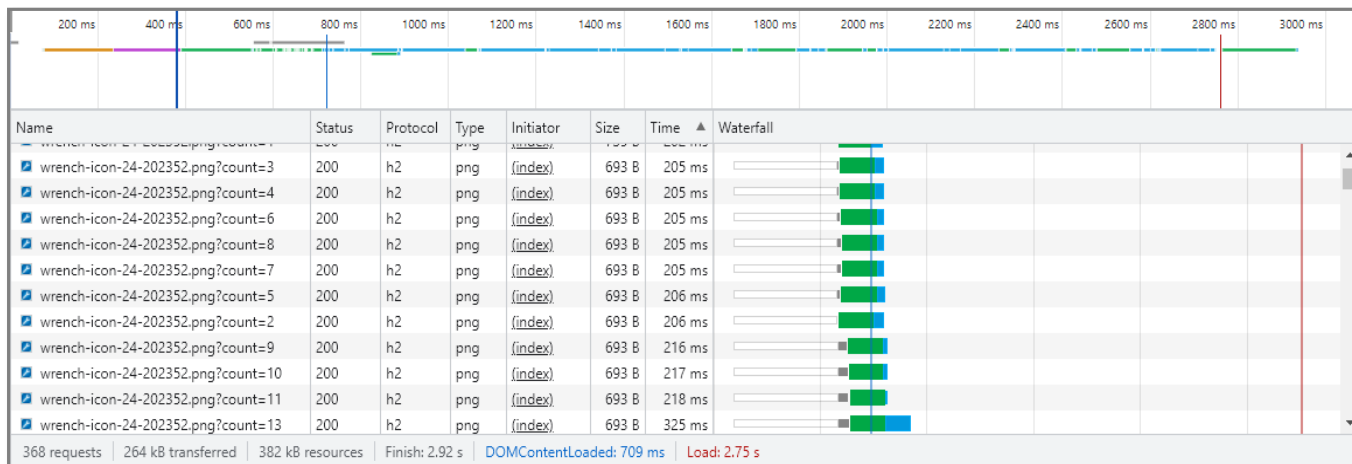 200 ms 400 ms 600 ms 800 ms 1000 ms 1200 ms 1400 ms 1600 ms 1800 ms 2000 ms 2200 ms 2400 ms 2600 ms 2800 ms 3000 ms
Name Status Protocol Type Initiator Size Time ▲ Waterfall
wrench-icon-24-202352.png?count=3 200 h2 png (index) 693 B 205 ms
wrench-icon-24-202352.png?count=4 200 h2 png (index) 693 B 205 ms
wrench-icon-24-202352.png?count=6 200 h2 png (index) 693 B 205 ms
wrench-icon-24-202352.png?count=8 200 h2 png (index) 693 B 205 ms
wrench-icon-24-202352.png?count=7 200 h2 png (index) 693 B 205 ms
wrench-icon-24-202352.png?count=5 200 h2 png (index) 693 B 206 ms
wrench-icon-24-202352.png?count=2 200 h2 png (index) 693 B 206 ms
wrench-icon-24-202352.png?count=9 200 h2 png (index) 693 B 216 ms
wrench-icon-24-202352.png?count=10 200 h2 png (index) 693 B 217 ms
wrench-icon-24-202352.png?count=11 200 h2 png (index) 693 B 218 ms
wrench-icon-24-202352.png?count=13 200 h2 png (index) 693 B 325 ms
368 requests 264 kB transferred 382 kB resources Finish: 2.92 s DOMContentLoaded: 709 ms Load: 2.75 s